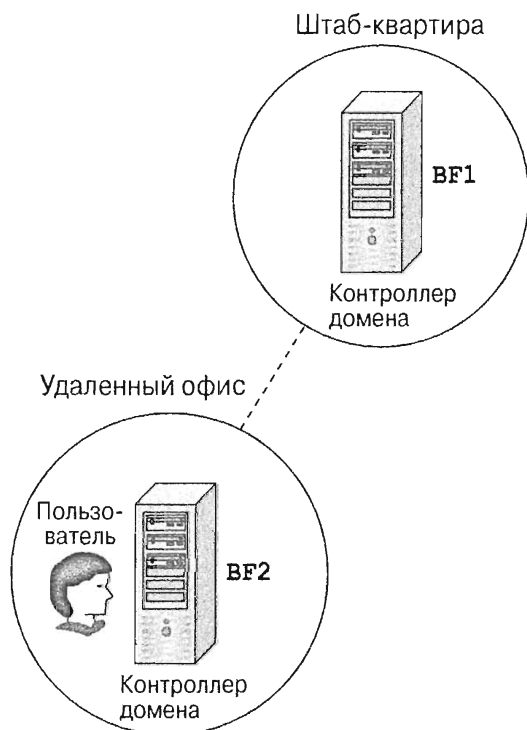 Штаб-квартира
BF1
Контроллер
домена
Удаленный офис
Пользо-
ватель
BF2
Контроллер
домена